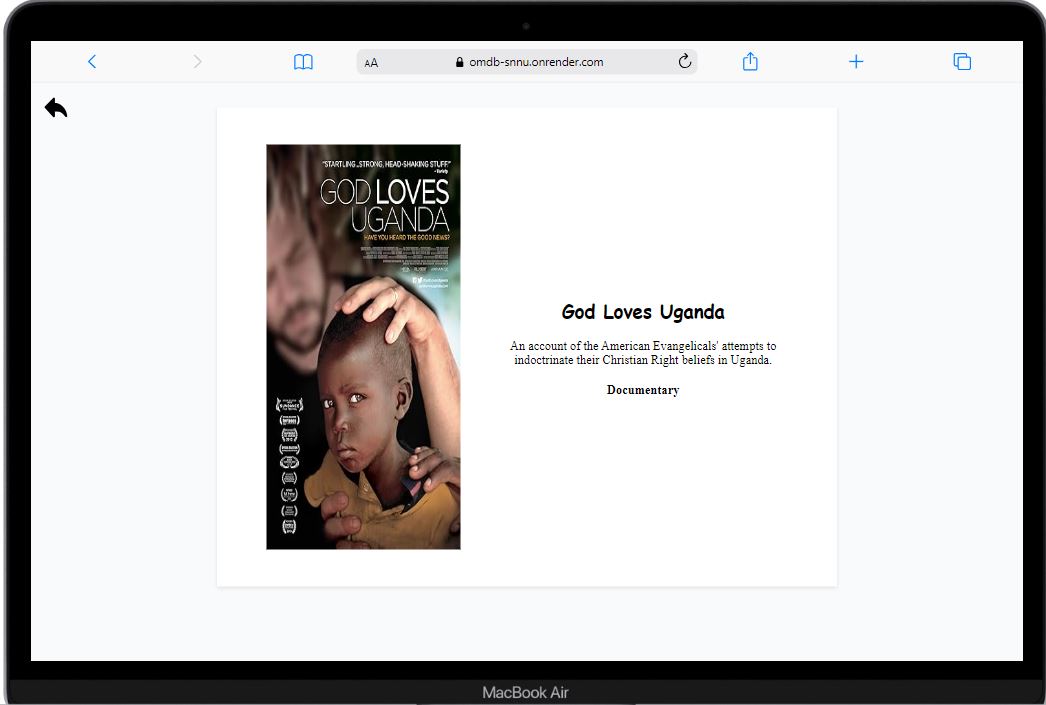 AA omdb-snnu.onrender.com
"STARTLING...STRONG, HEAD-SHAKING STUFF."
- Variety
GOD LOVES
UGANDA
HAVE YOU HEARD THE GOOD NEWS?
SUNDANCE
God Loves Uganda
An account of the American Evangelicals' attempts to
indoctrinate their Christian Right beliefs in Uganda.
Documentary
MacBook Air